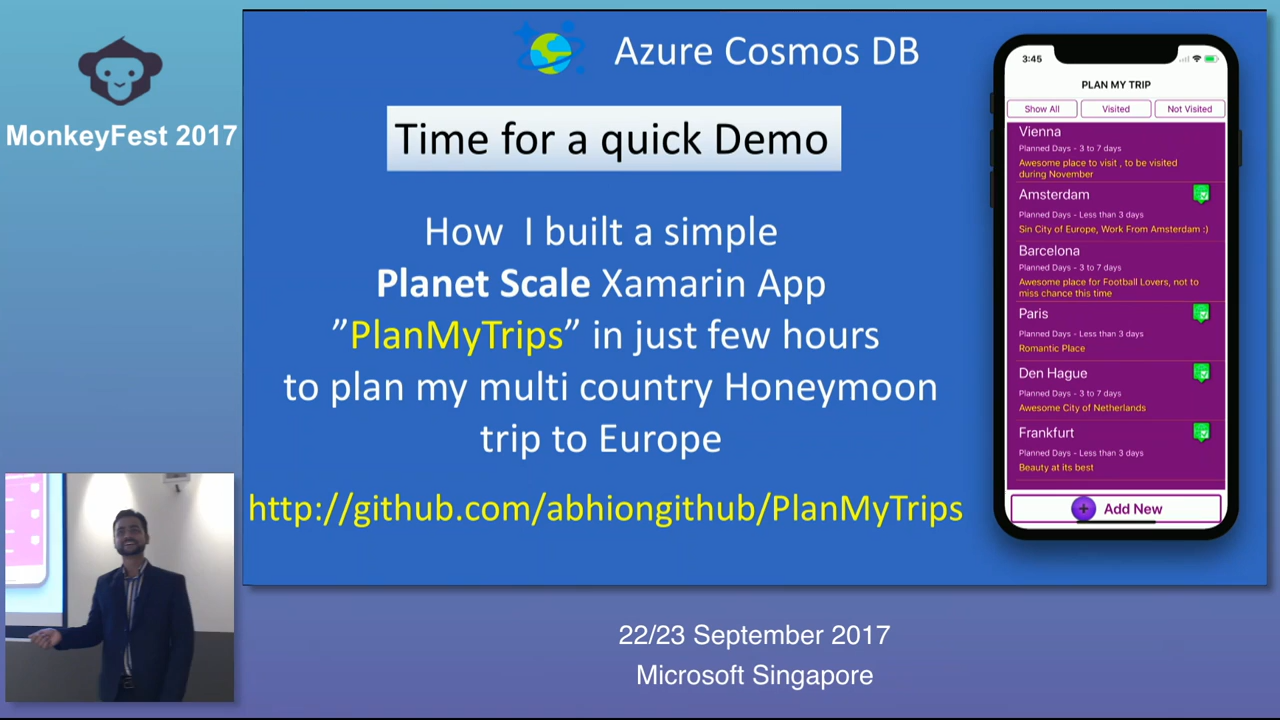 MonkeyFest 2017
Azure Cosmos DB
Time for a quick Demo
How I built a simple
Planet Scale Xamarin App
”PlanMyTrips” in just few hours
to plan my multi country Honeymoon
trip to Europe
http://github.com/abhiongithub/PlanMyTrips
3:45
PLAN MY TRIP
Show All
Visited
Not Visited
Vienna
Planned Days - 3 to 7 days
Awesome place to visit , to be visited
during November
Amsterdam
Planned Days - Less than 3 days
Sin City of Europe, Work From Amsterdam :)
Barcelona
Planned Days - 3 to 7 days
Awesome place for Football Lovers, not to
miss chance this time
Paris
Planned Days - Less than 3 days
Romantic Place
Den Hague
Planned Days - 3 to 7 days
Awesome City of Netherlands
Frankfurt
Planned Days - Less than 3 days
Beauty at its best
Add New
22/23 September 2017
Microsoft Singapore